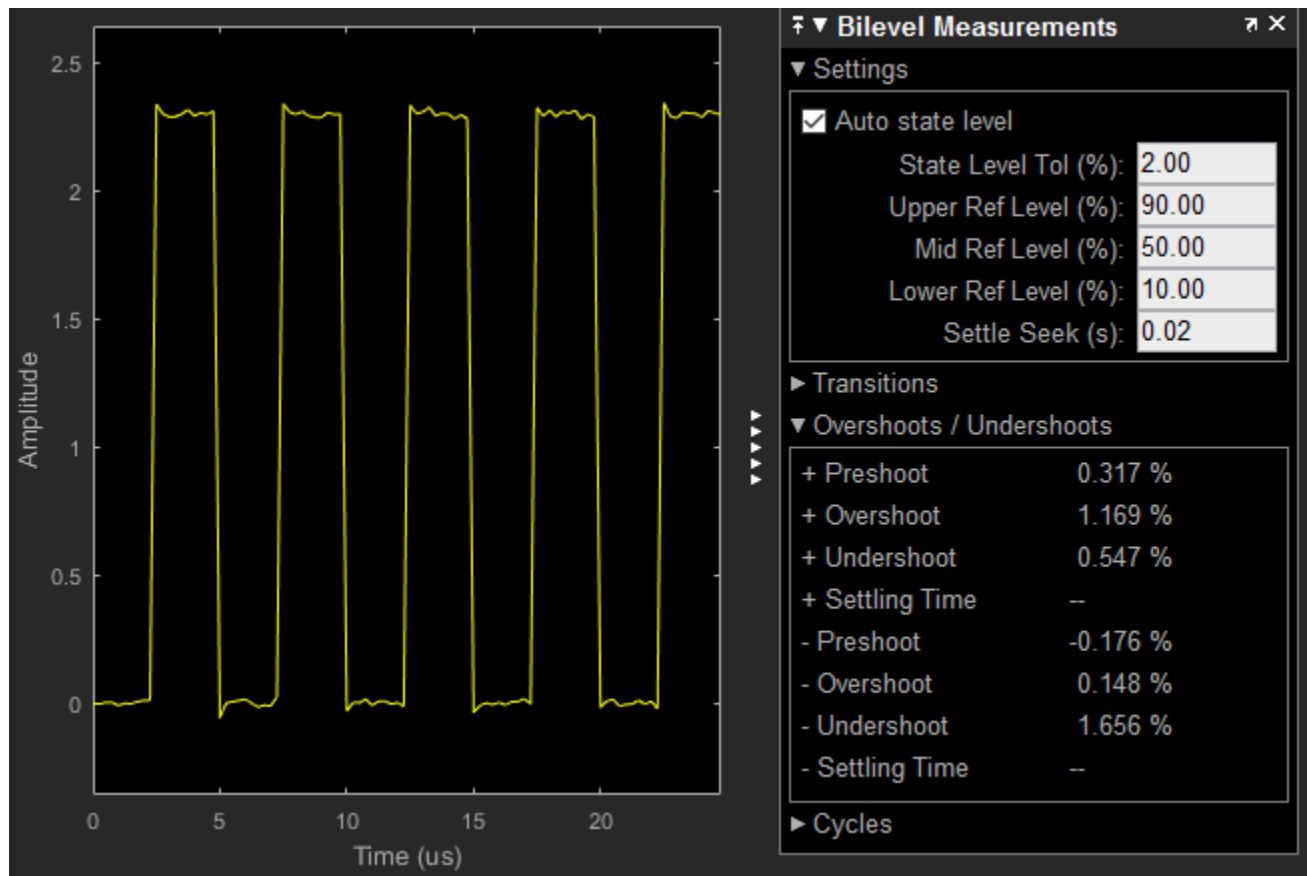 2.5
2
1.5
1
0.5
0
Amplitude
0 5 10 15 20
Time (us)
Bilevel Measurements
Settings
Auto state level
State Level Tol (%): 2.00
Upper Ref Level (%): 90.00
Mid Ref Level (%): 50.00
Lower Ref Level (%): 10.00
Settle Seek (s): 0.02
Transitions
Overshoots / Undershoots
+ Preshoot 0.317 %
+ Overshoot 1.169 %
+ Undershoot 0.547 %
+ Settling Time --
- Preshoot -0.176 %
- Overshoot 0.148 %
- Undershoot 1.656 %
- Settling Time --
Cycles